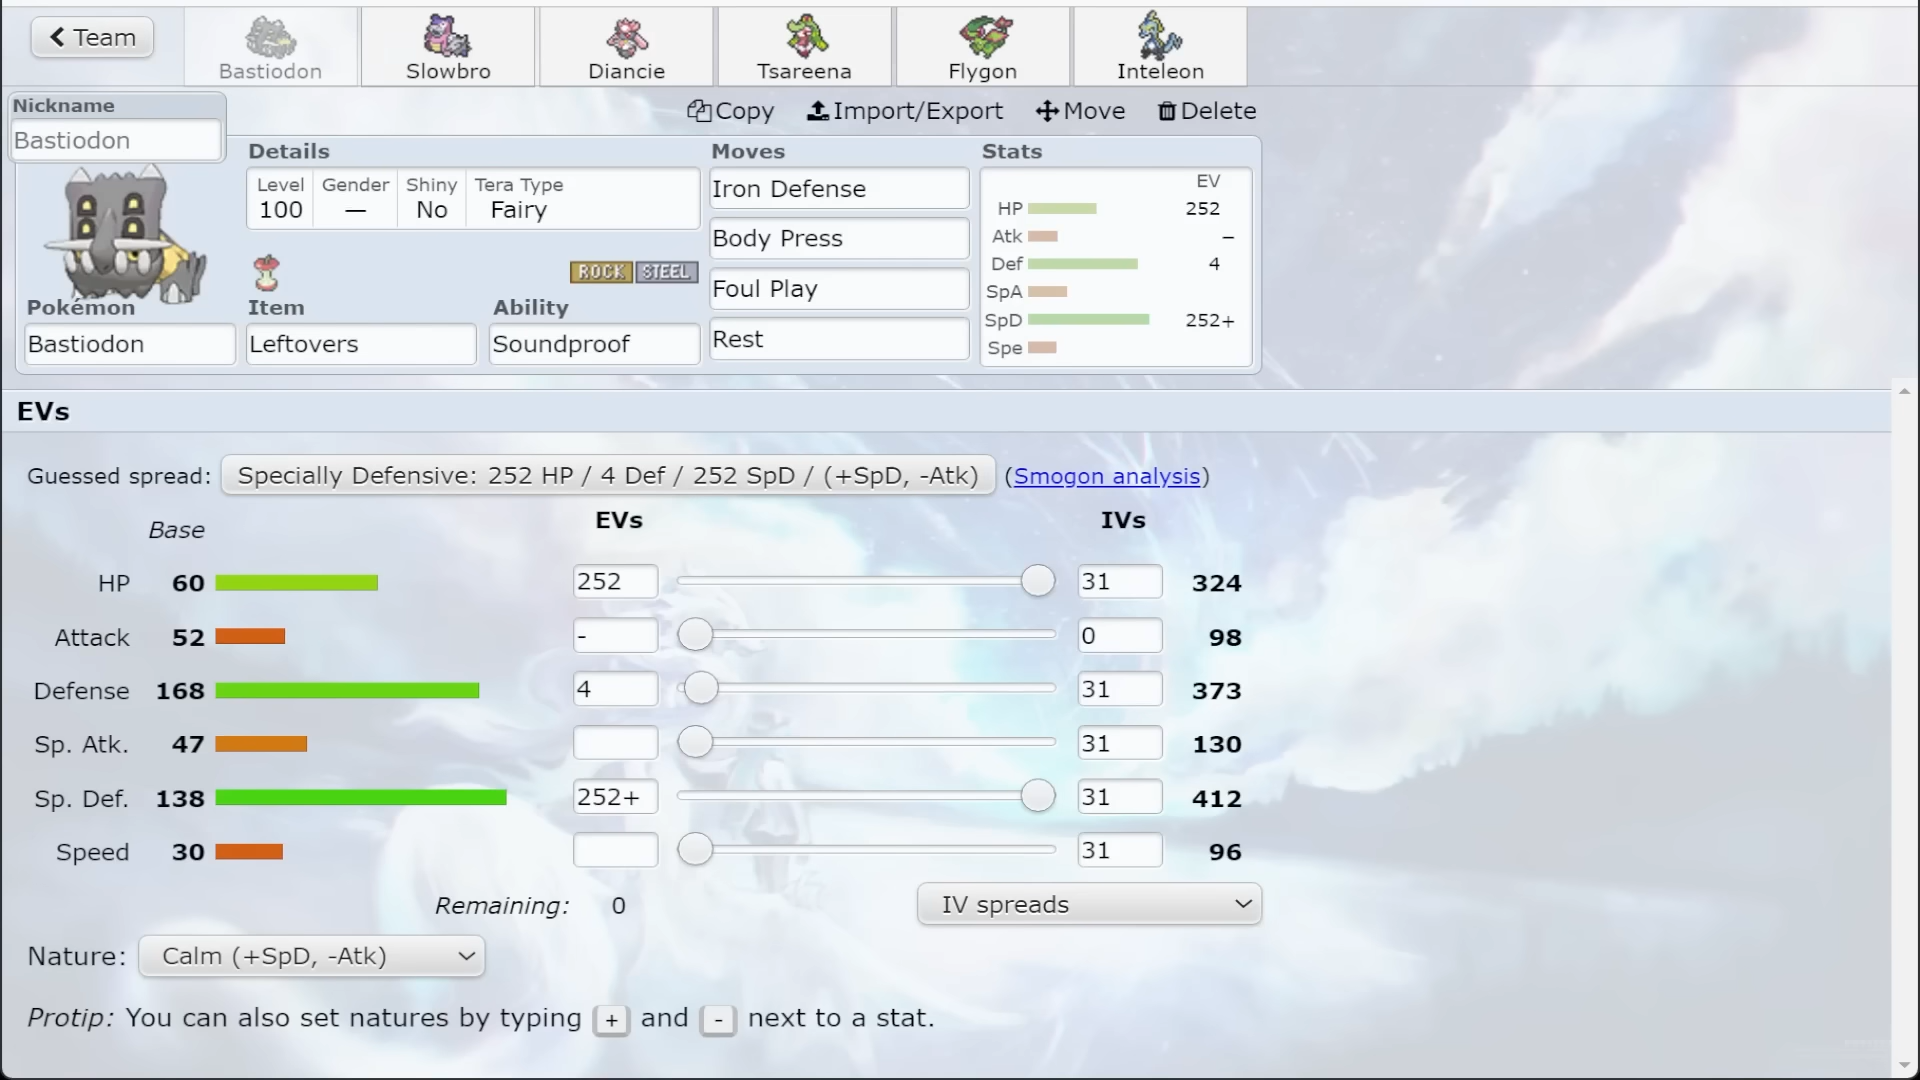 Team
Bastiodon
Slowbro
Diancie
Tsareena
Flygon
Inteleon
Nickname
Bastiodon
Copy
Import/Export
Move
Delete
Details
Level
100
Gender
—
Shiny
No
Tera Type
Fairy
ROCK STEEL
Pokémon
Bastiodon
Item
Leftovers
Ability
Soundproof
Moves
Iron Defense
Body Press
Foul Play
Rest
Stats
EV
HP 252
Atk –
Def 4
SpA
SpD 252+
Spe
EVs
Guessed spread: Specially Defensive: 252 HP / 4 Def / 252 SpD / (+SpD, -Atk) (Smogon analysis)
Base EVs IVs
HP 60 252 31 324
Attack 52 - 0 98
Defense 168 4 31 373
Sp. Atk. 47 31 130
Sp. Def. 138 252+ 31 412
Speed 30 31 96
Remaining: 0
IV spreads
Nature: Calm (+SpD, -Atk)
Protip: You can also set natures by typing + and - next to a stat.